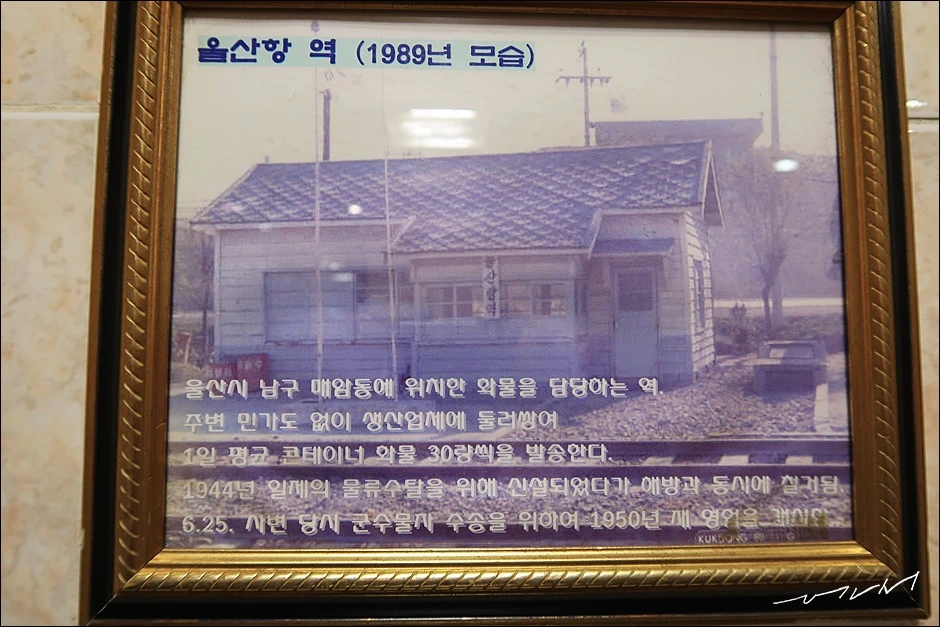 울산항 역 (1989년 모습)
울산시 남구 매암동에 위치한 화물을 담당하는 역.
주변 민가도 없이 생산업체에 둘러쌓여
1일 평균 콘테이너 화물 30량씩을 발송한다.
1944년 일제의 물류수탈을 위해 신설되었다가 해방과 동시에 철거됨
6.25. 사변 당시 군수물자 수송을 위하여 1950년 재 영업을 개시함
KUKDONG